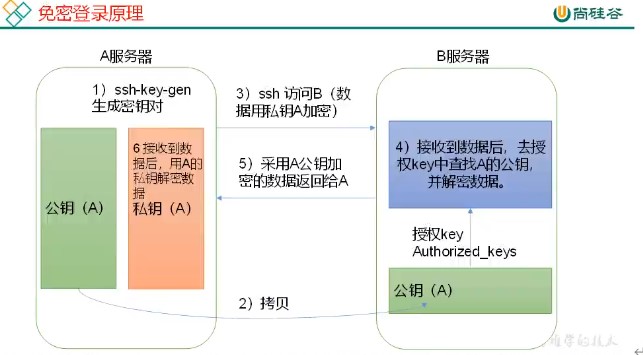 免密登录原理
尚硅谷
A服务器
B服务器
1）ssh-key-gen
生成密钥对
3）ssh 访问B（数
据用私钥A加密）
4）接收到数据后，去授
权key中查找A的公钥，
并解密数据。
6 接收到数
据后，用A的
私钥解密数
据
5）采用A公钥加
密的数据返回给A
公钥（A）
私钥（A）
授权key
Authorized_keys
公钥（A）
2）拷贝